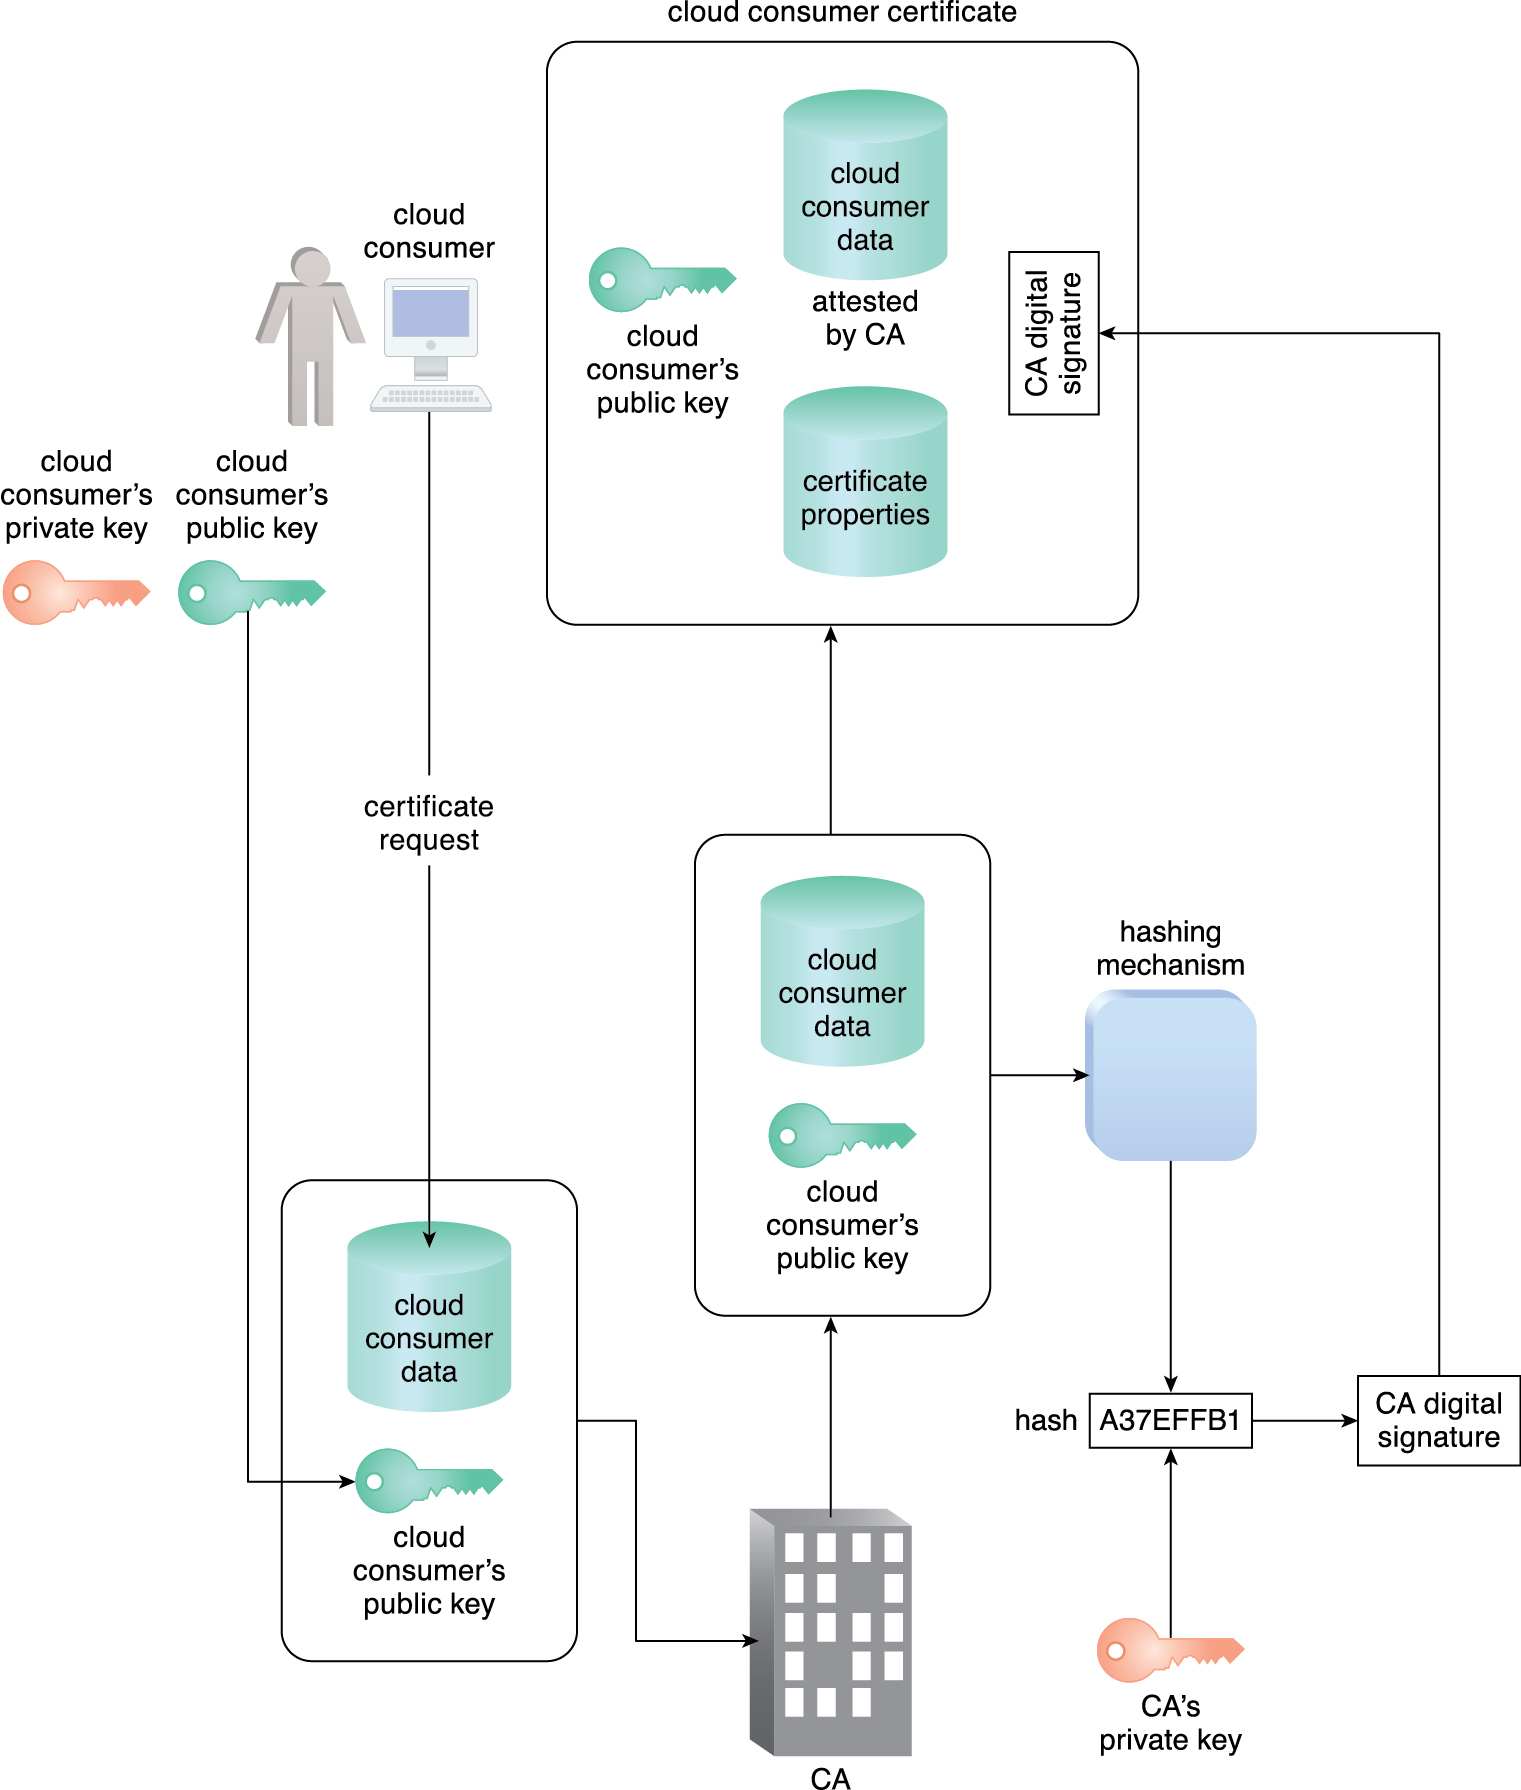 cloud consumer certificate
cloud
consumer
data
attested
by CA
cloud
consumer's
public key
CA digital
signature
certificate
properties
cloud
consumer
cloud
consumer’s
private key
cloud
consumer’s
public key
certificate
request
cloud
consumer
data
cloud
consumer’s
public key
hashing
mechanism
cloud
consumer
data
cloud
consumer’s
public key
hash
A37EFFB1
CA digital
signature
CA’s
private key
CA